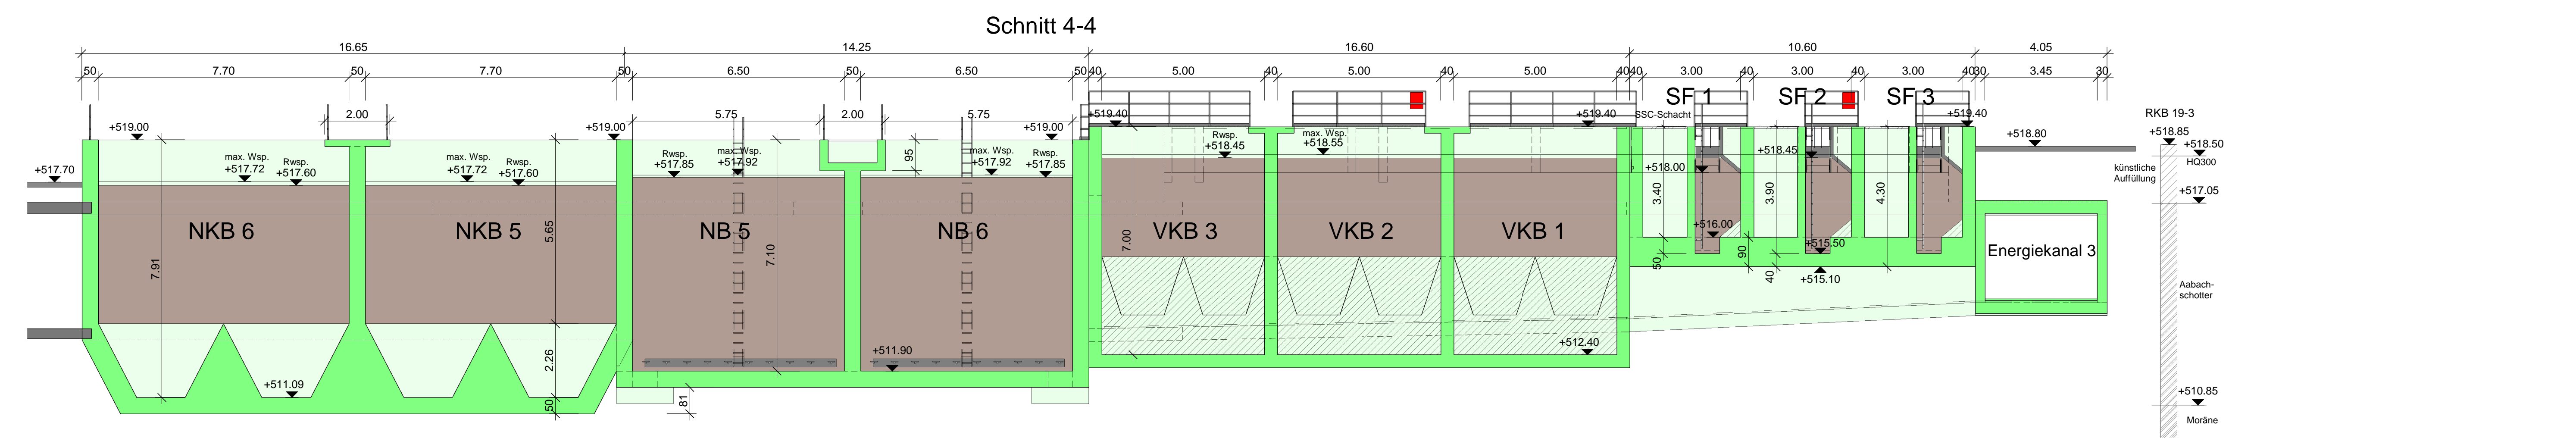 Schnitt 4-4
16.65 14.25 16.60 10.60 4.05
50 7.70 50 7.70 50 6.50 50 6.50 50 40 5.00 40 5.00 40 5.00 40 40 3.00 40 3.00 40 3.00 40 30 3.45 30
SF 1 SF 2 SF 3
2.00 5.75 2.00 5.75 +519.40 +519.40 SSC-Schacht +519.40 RKB 19-3
+519.00 +519.00 +519.00 +518.80 +518.85
Rwsp. max. Wsp. +518.50
+518.45 +518.55 +518.45 HQ300
max. Wsp. Rwsp. max. Wsp. Rwsp. Rwsp. max. Wsp. 95 max. Wsp. Rwsp.
+517.70 +517.72 +517.60 +517.72 +517.60 +517.85 +517.92 +517.92 +517.85 +518.00 künstliche
Auffüllung
3.40 3.90 4.30 +517.05
NKB 6 NKB 5 5.65 NB 5 NB 6 7.00 VKB 3 VKB 2 VKB 1 +516.00
7.91 7.10 50 90 +515.50 Energiekanal 3
40 +515.10
Aabach-
schotter
+511.90 +512.40
2.26
+511.09 +510.85
50 81
Moräne